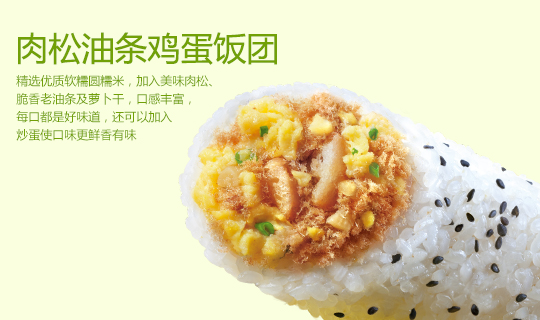 肉松油条鸡蛋饭团
精选优质软糯圆糯米，加入美味肉松、
脆香老油条及萝卜干，口感丰富，
每口都是好味道，还可以加入
炒蛋使口味更鲜香有味